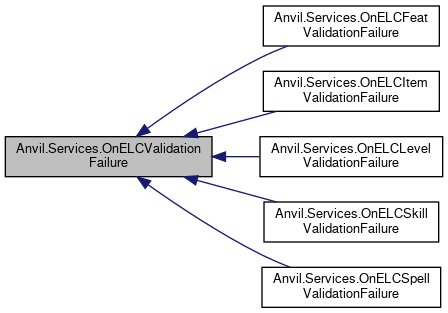 Anvil.Services.OnELCFeat
ValidationFailure
Anvil.Services.OnELCItem
ValidationFailure
Anvil.Services.OnELCValidation
Failure
Anvil.Services.OnELCLevel
ValidationFailure
Anvil.Services.OnELCSkill
ValidationFailure
Anvil.Services.OnELCSpell
ValidationFailure